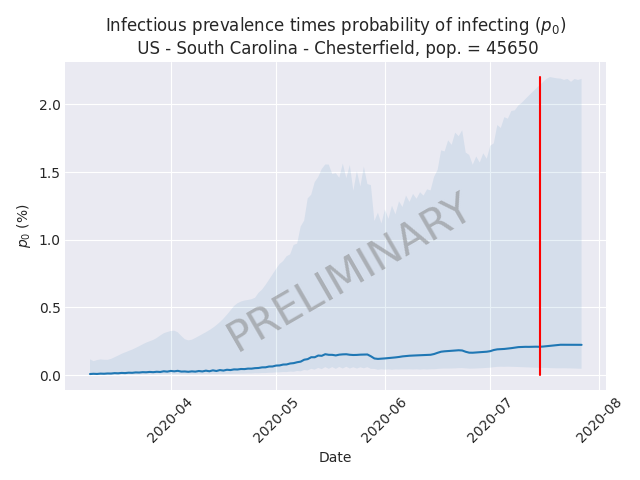 Infectious prevalence times probability of infecting (p₀)
US - South Carolina - Chesterfield, pop. = 45650
p₀ (%)
2.0
1.5
1.0
0.5
0.0
PRELIMINARY
2020-04
2020-05
2020-06
2020-07
2020-08
Date